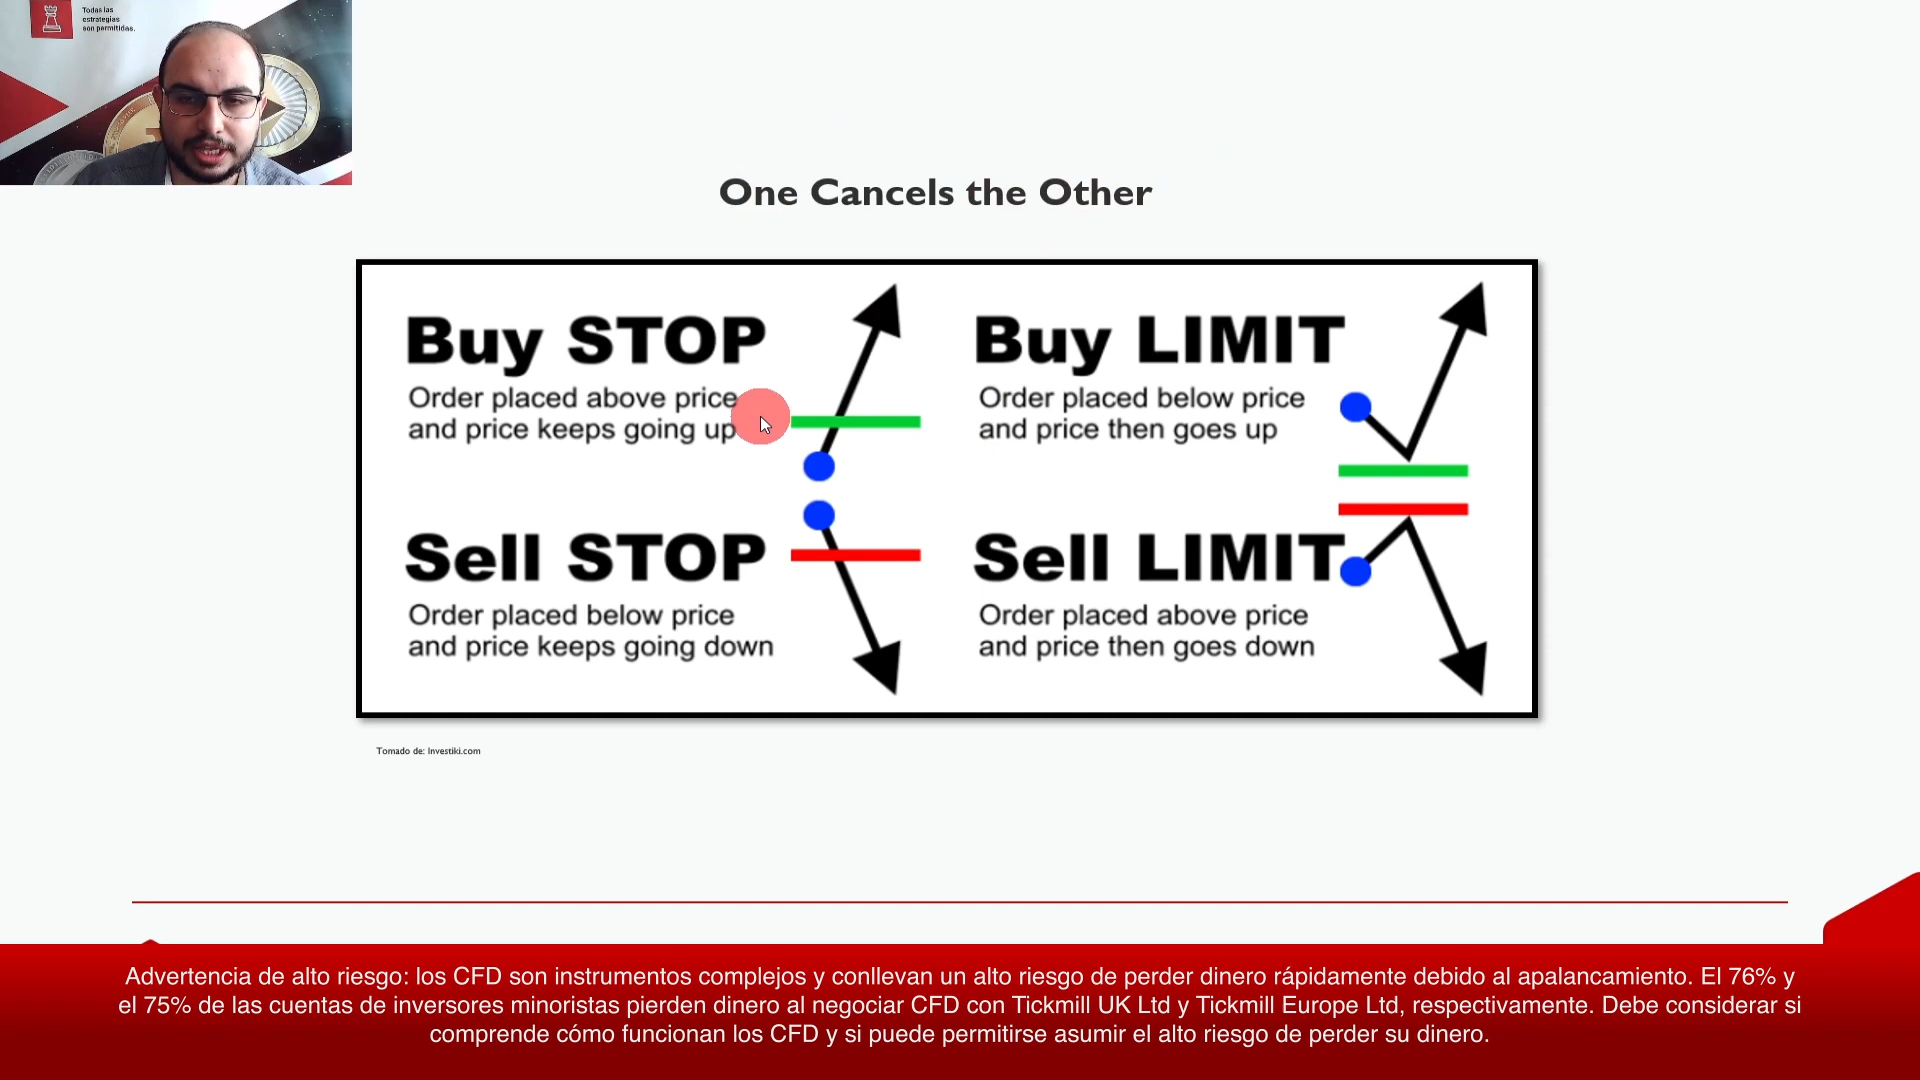 Todas las
estrategias
son permitidas.
One Cancels the Other
Buy STOP
Order placed above price
and price keeps going up
Buy LIMIT
Order placed below price
and price then goes up
Sell STOP
Order placed below price
and price keeps going down
Sell LIMIT
Order placed above price
and price then goes down
Tomado de: Investiki.com
Advertencia de alto riesgo: los CFD son instrumentos complejos y conllevan un alto riesgo de perder dinero rápidamente debido al apalancamiento. El 76% y
el 75% de las cuentas de inversores minoristas pierden dinero al negociar CFD con Tickmill UK Ltd y Tickmill Europe Ltd, respectivamente. Debe considerar si
comprende cómo funcionan los CFD y si puede permitirse asumir el alto riesgo de perder su dinero.